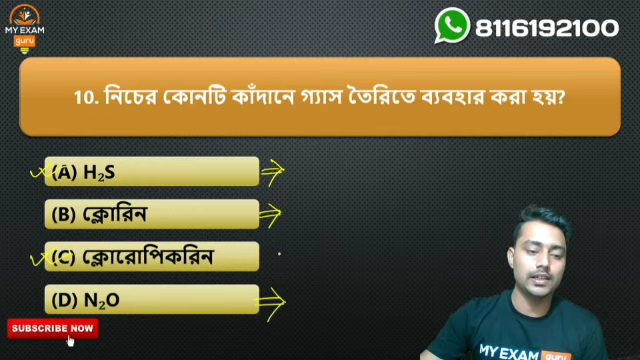 MY EXAM
guru
8116192100
10. নিচের কোনটি কাঁদানে গ্যাস তৈরিতে ব্যবহার করা হয়?
(A) H₂S
(B) ক্লোরিন
(C) ক্লোরোপিকরিন
(D) N₂O
SUBSCRIBE NOW
MY EXAM guru